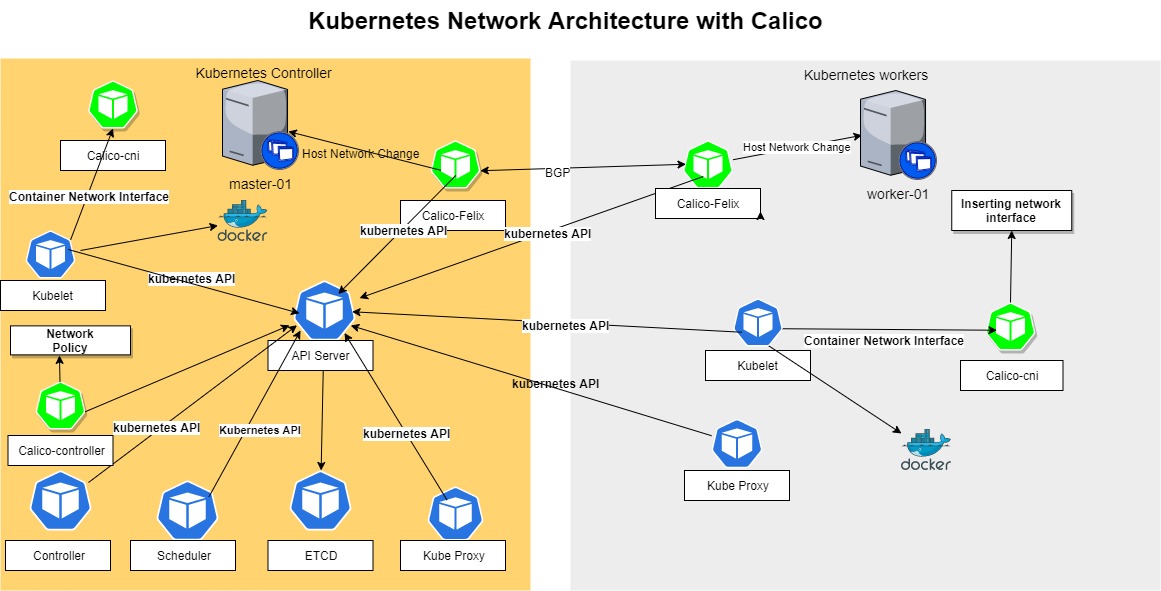 Kubernetes Network Architecture with Calico
Kubernetes Controller
Calico-cni
Host Network Change
master-01
Container Network Interface
docker
Calico-Felix
kubernetes API
Kubelet
kubernetes API
Network
Policy
API Server
Calico-controller
kubernetes API
Kubernetes API
kubernetes API
Controller
Scheduler
ETCD
Kube Proxy
BGP
kubernetes API
kubernetes API
kubernetes API
Kubernetes workers
Host Network Change
worker-01
Calico-Felix
Inserting network
interface
Kubelet
Container Network Interface
Calico-cni
docker
Kube Proxy